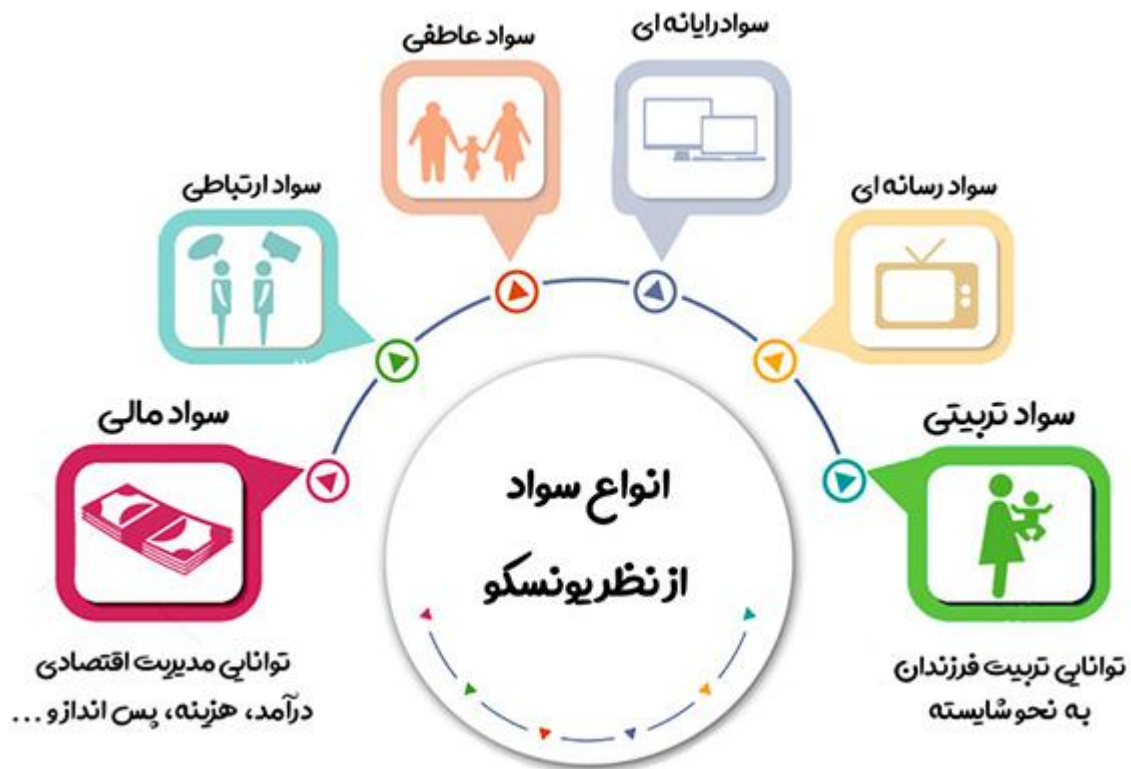 انواع سواد
از نظر یونسکو
سواد تربیتی
توانایی تربیت فرزندان
به نحو شایسته
سواد رسانه ای
سواد رایانه ای
سواد عاطفی
سواد ارتباطی
سواد مالی
توانایی مدیریت اقتصادی
درآمد، هزینه، پس انداز و ...